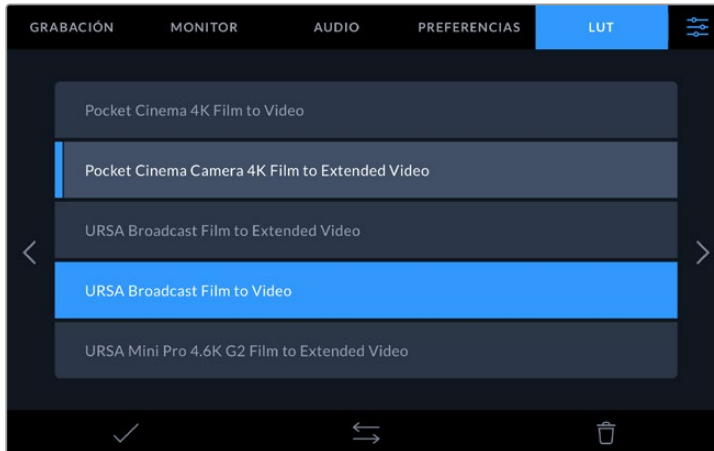 GRABACIÓN MONITOR AUDIO PREFERENCIAS LUT
Pocket Cinema 4K Film to Video
Pocket Cinema Camera 4K Film to Extended Video
URSA Broadcast Film to Extended Video
URSA Broadcast Film to Video
URSA Mini Pro 4.6K G2 Film to Extended Video